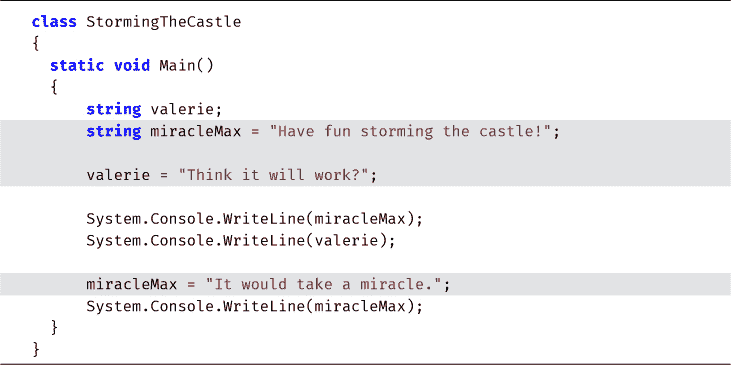 class StormingTheCastle
{
static void Main()
{
string valerie;
string miracleMax = "Have fun storming the castle!";
valerie = "Think it will work?";
System.Console.WriteLine(miracleMax);
System.Console.WriteLine(valerie);
miracleMax = "It would take a miracle.";
System.Console.WriteLine(miracleMax);
}
}